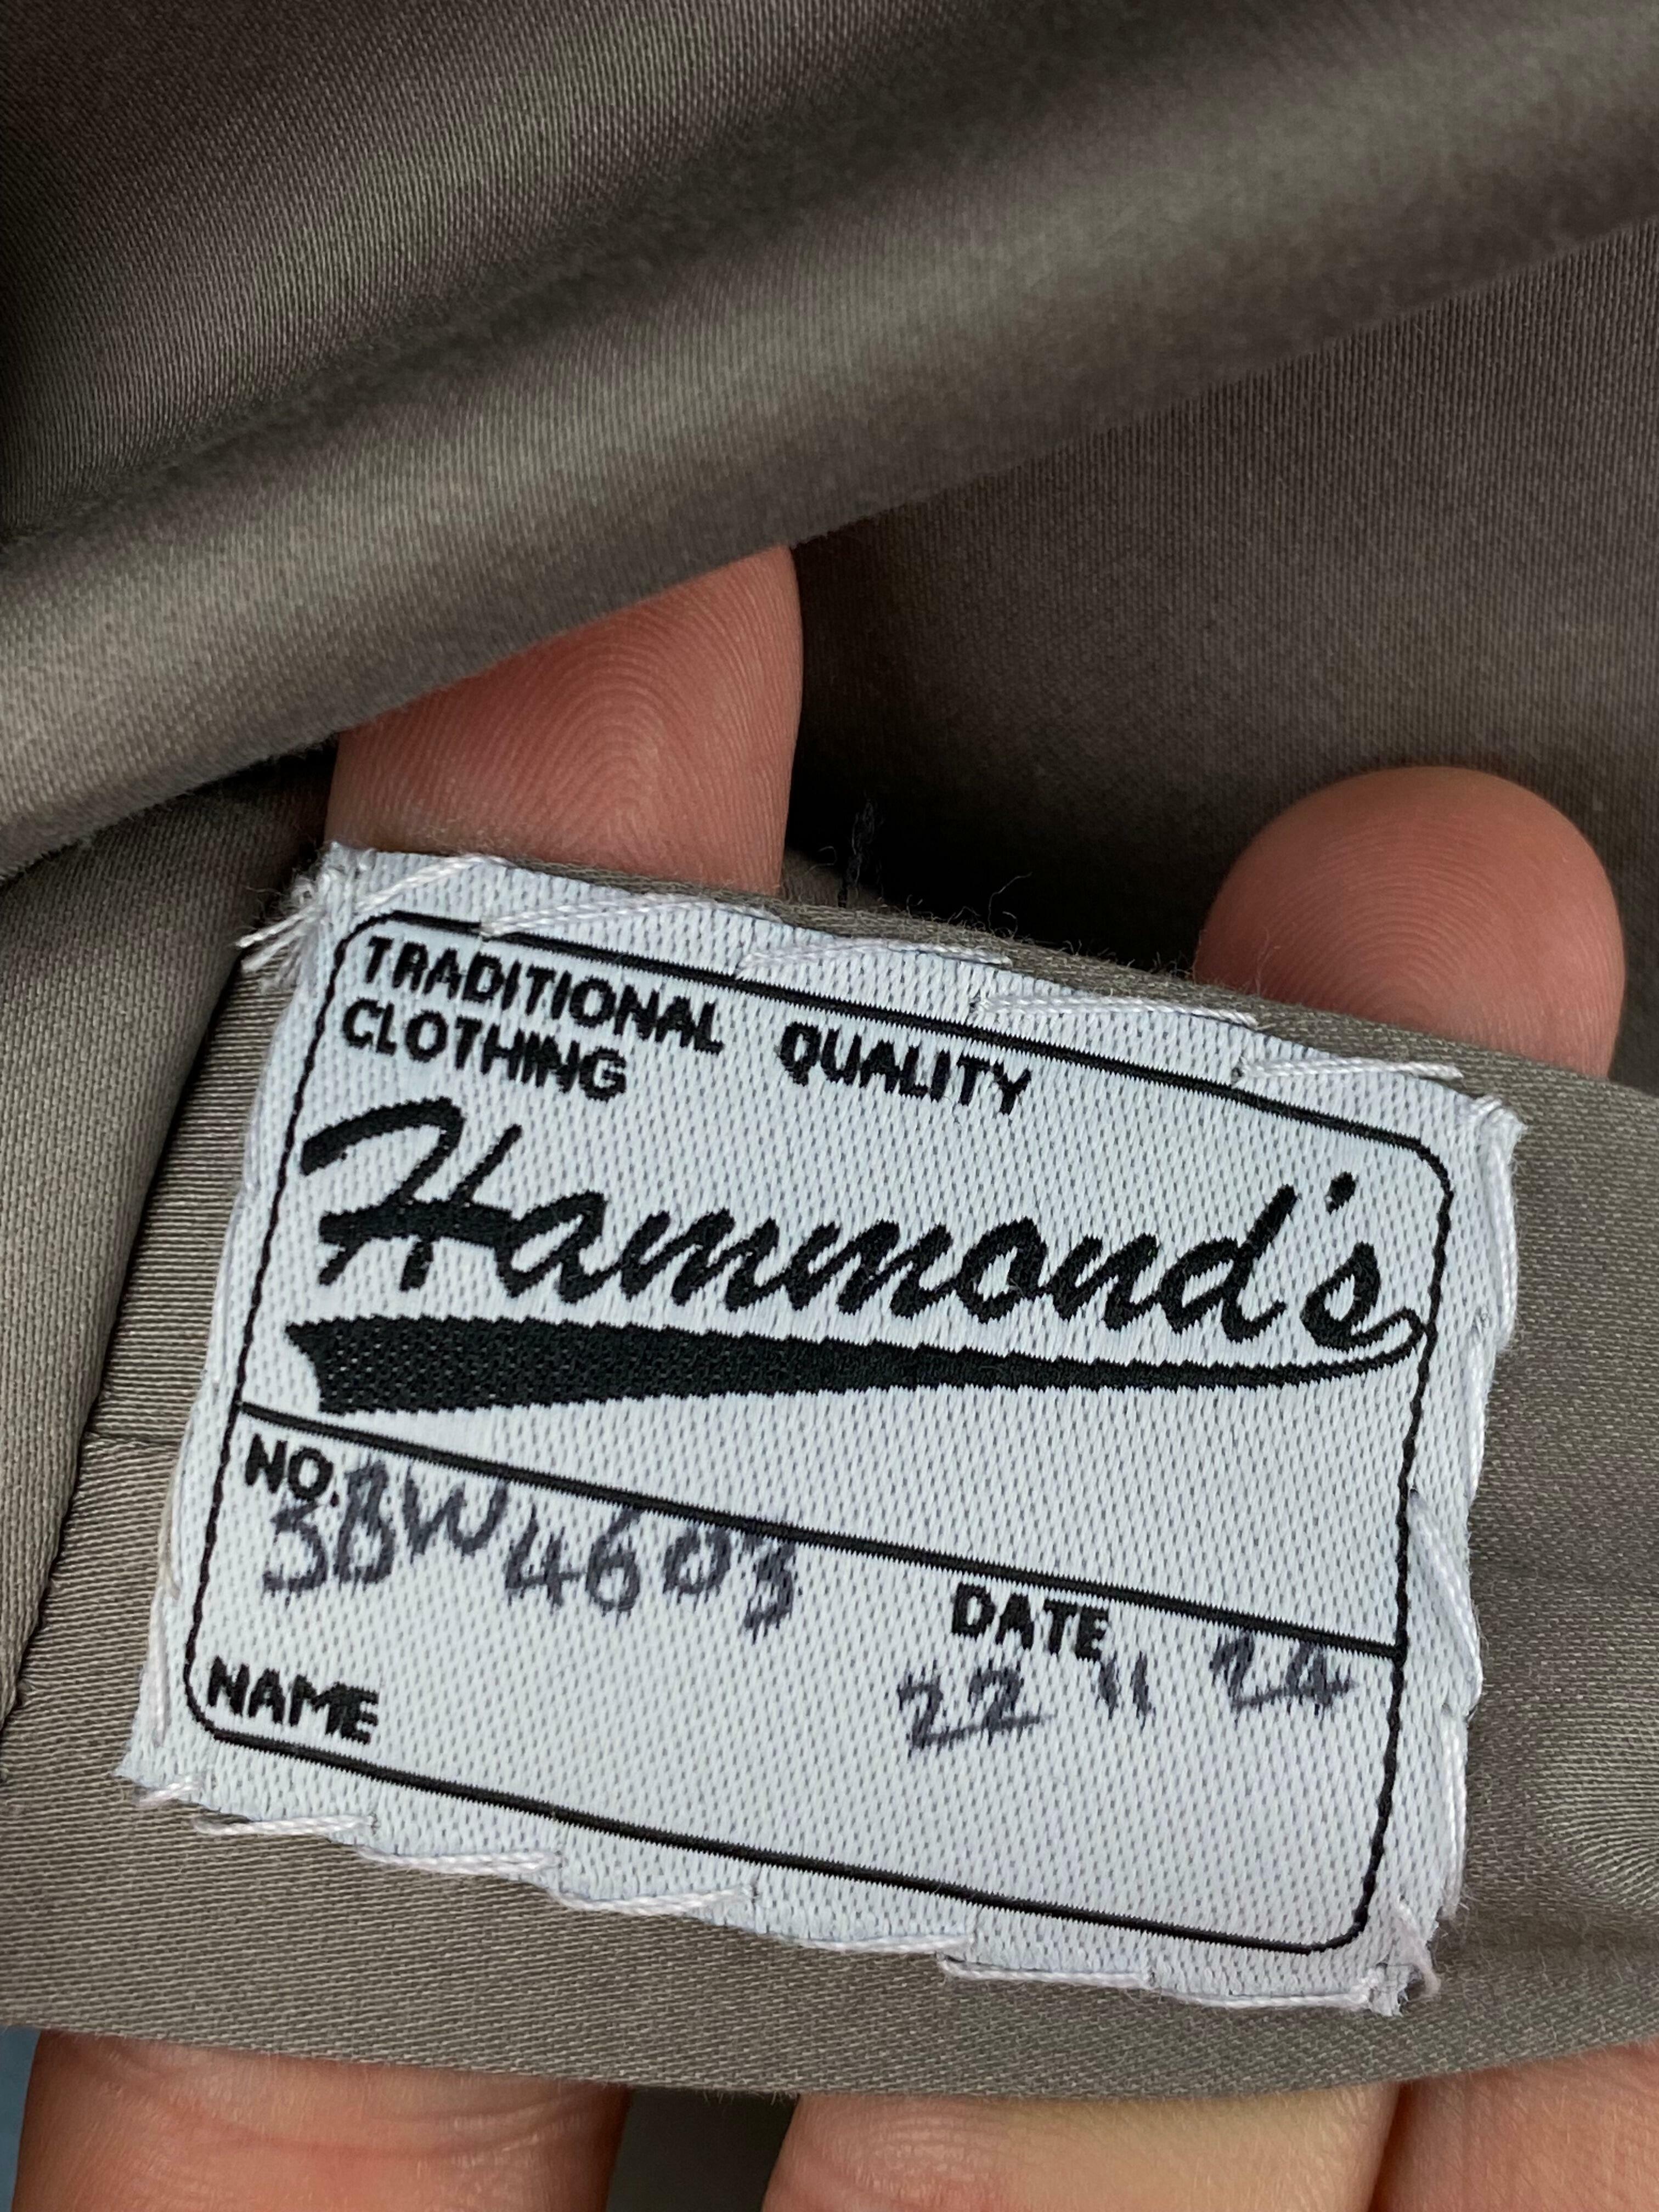 TRADITIONAL QUALITY
CLOTHING
Hammond's
NO. 3BW4603
DATE 22 11 24
NAME